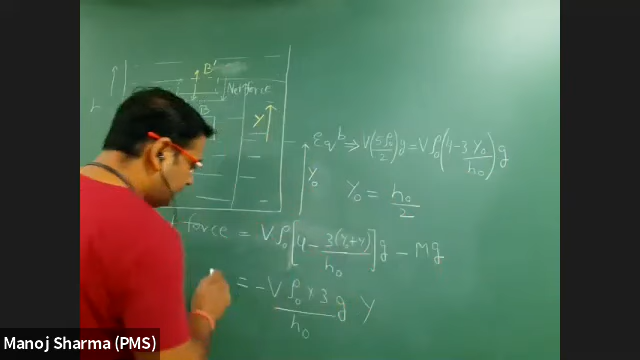 B'
Net force
B
Y
Eqᵇ ⇒ V(5ρ₀/2)g = Vρ₀(4 - 3Y₀/h₀)g
Y₀
Y₀ = h₀/2
force = Vρ₀[4 - 3(Y₀+Y)/h₀]g - Mg
= -Vρ₀ × 3 g/h₀ Y
Manoj Sharma (PMS)